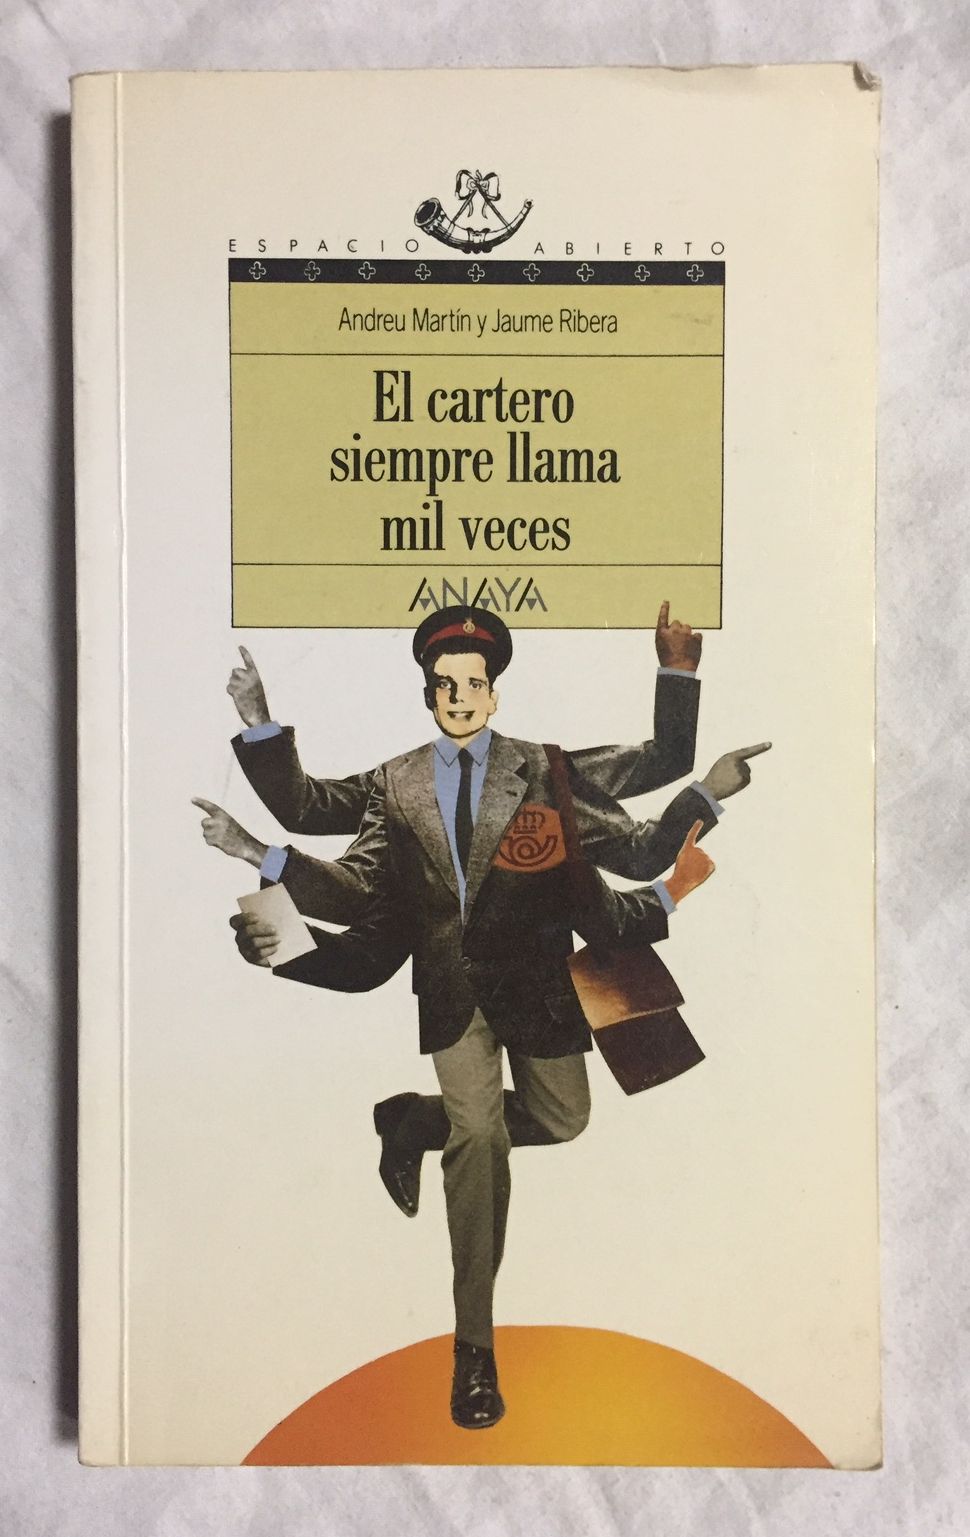 ESPACIO ABIERTO
Andreu Martín y Jaume Ribera
El cartero
siempre llama
mil veces
ANAYA